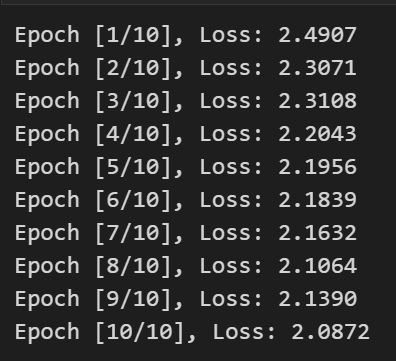 Epoch [1/10], Loss: 2.4907
Epoch [2/10], Loss: 2.3071
Epoch [3/10], Loss: 2.3108
Epoch [4/10], Loss: 2.2043
Epoch [5/10], Loss: 2.1956
Epoch [6/10], Loss: 2.1839
Epoch [7/10], Loss: 2.1632
Epoch [8/10], Loss: 2.1064
Epoch [9/10], Loss: 2.1390
Epoch [10/10], Loss: 2.0872